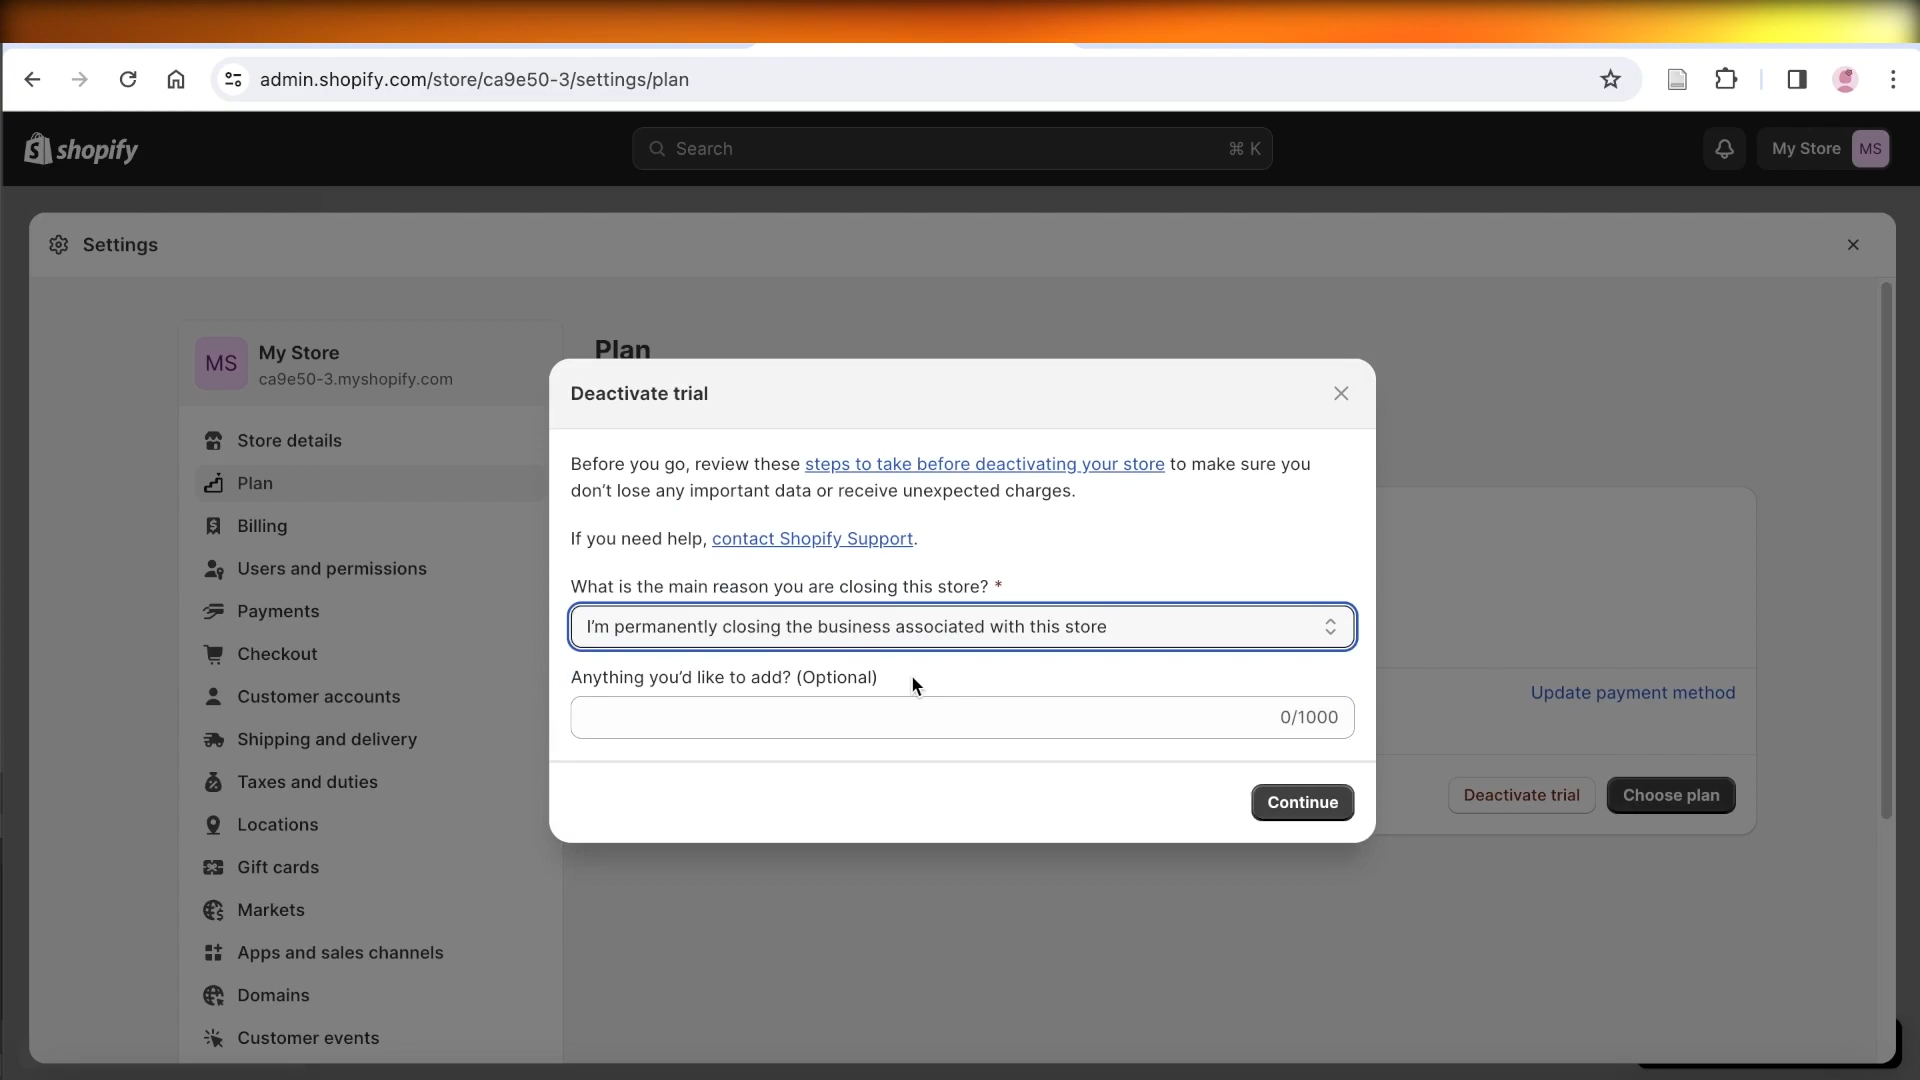 admin.shopify.com/store/ca9e50-3/settings/plan
shopify
Search
⌘ K
My Store
MS
Settings
MS
My Store
ca9e50-3.myshopify.com
Store details
Plan
Billing
Users and permissions
Payments
Checkout
Customer accounts
Shipping and delivery
Taxes and duties
Locations
Gift cards
Markets
Apps and sales channels
Domains
Customer events
Plan
Deactivate trial
Before you go, review these steps to take before deactivating your store to make sure you
don’t lose any important data or receive unexpected charges.
If you need help, contact Shopify Support.
What is the main reason you are closing this store? *
I’m permanently closing the business associated with this store
Anything you’d like to add? (Optional)
0/1000
Continue
Update payment method
Deactivate trial
Choose plan